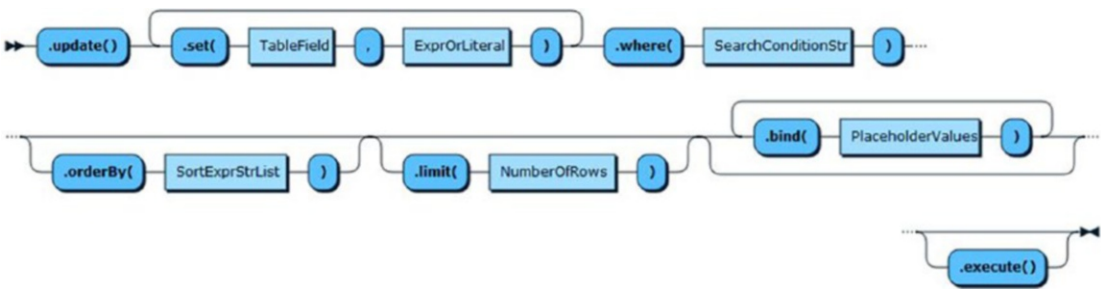 .update() .set( TableField , ExprOrLiteral ) .where( SearchConditionStr )
.bind( PlaceholderValues )
.orderBy( SortExprStrList ) .limit( NumberOfRows )
.execute()